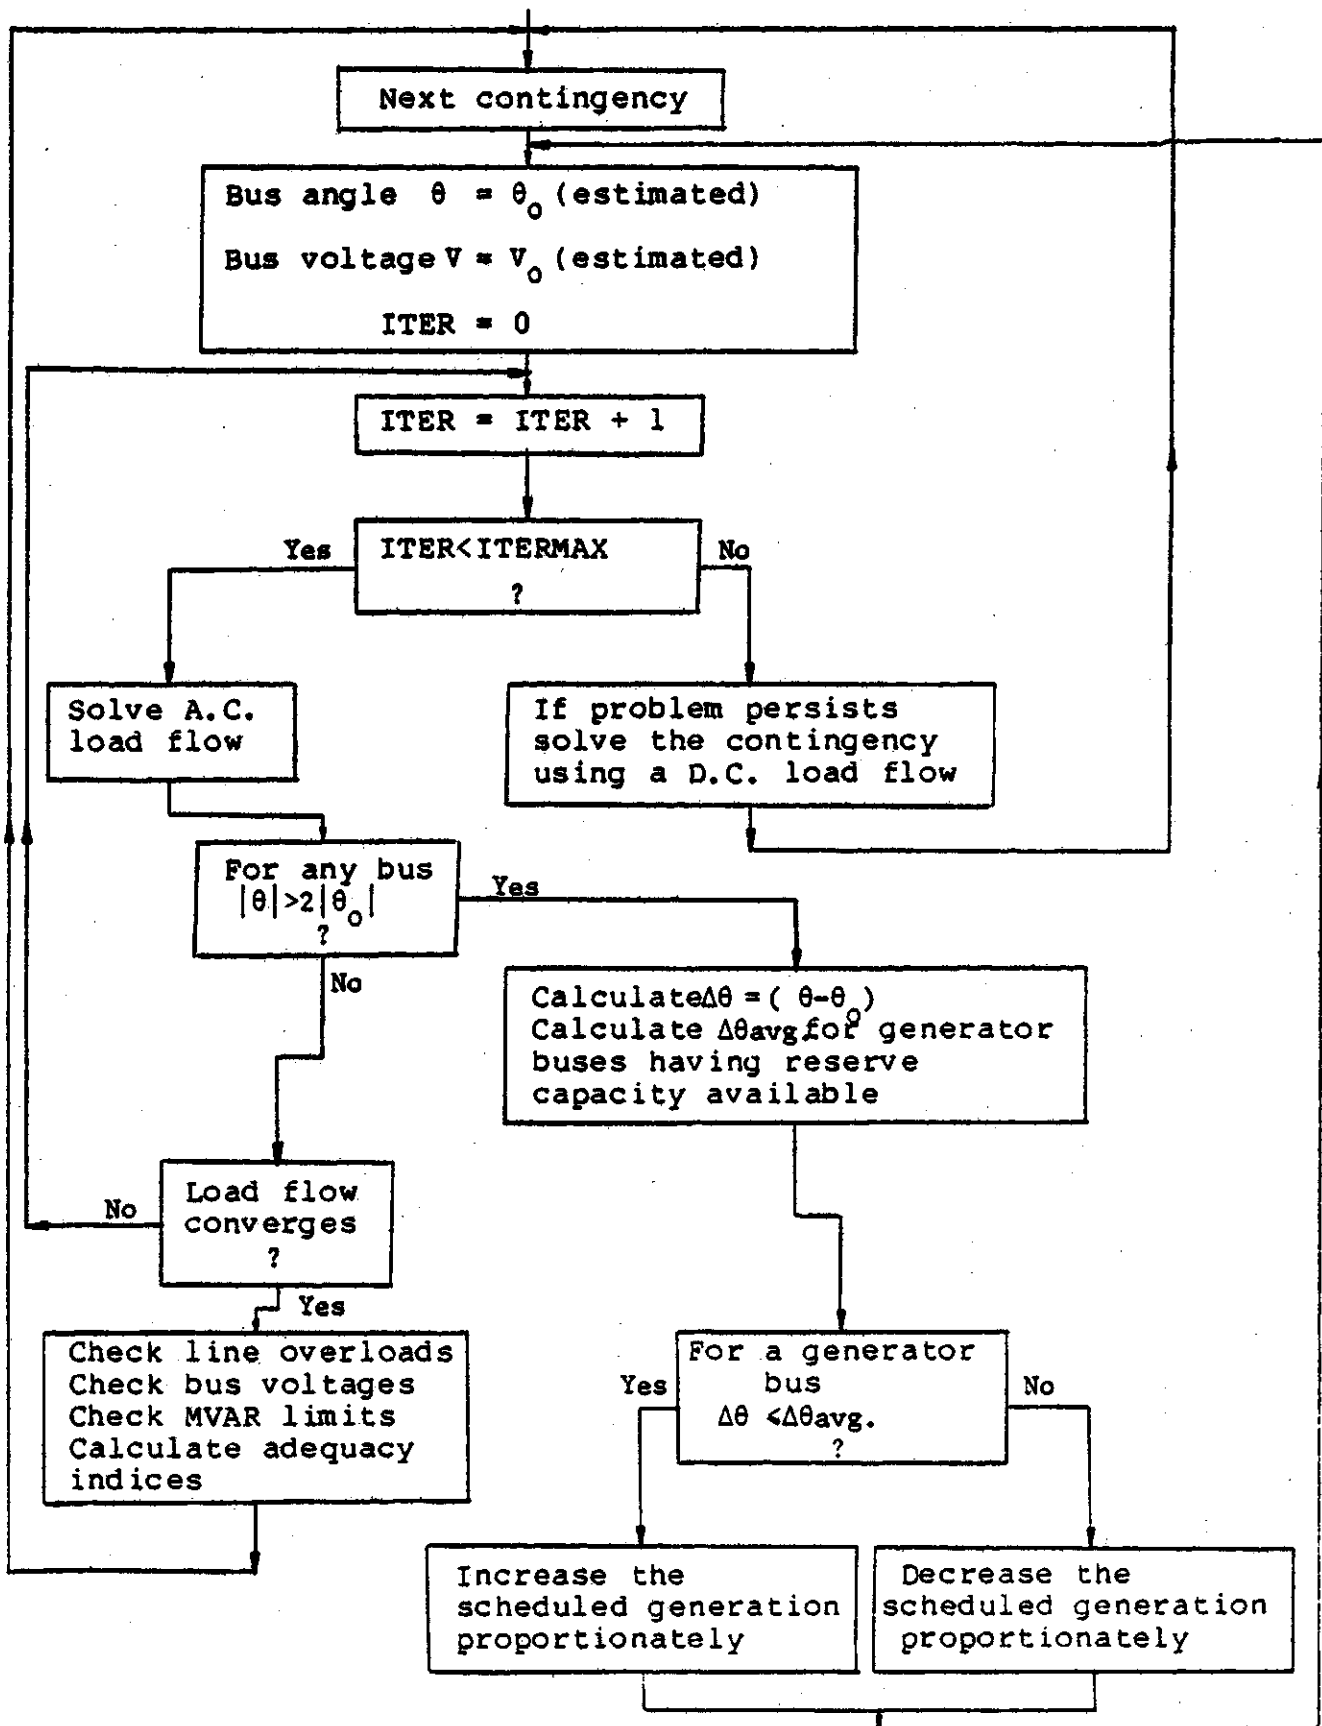 Next contingency
Bus angle θ = θo (estimated)
Bus voltage V = Vo (estimated)
ITER = 0
ITER = ITER + 1
Yes
ITER<ITERMAX
?
No
Solve A.C.
load flow
If problem persists
solve the contingency
using a D.C. load flow
For any bus
|θ|>2|θo|
?
Yes
No
Calculate Δθ = ( θ-θo)
Calculate Δθavg.for generator
buses having reserve
capacity available
No
Load flow
converges
?
Yes
Check line overloads
Check bus voltages
Check MVAR limits
Calculate adequacy
indices
Yes
For a generator
bus
Δθ ≤Δθavg.
?
No
Increase the
scheduled generation
proportionately
Decrease the
scheduled generation
proportionately